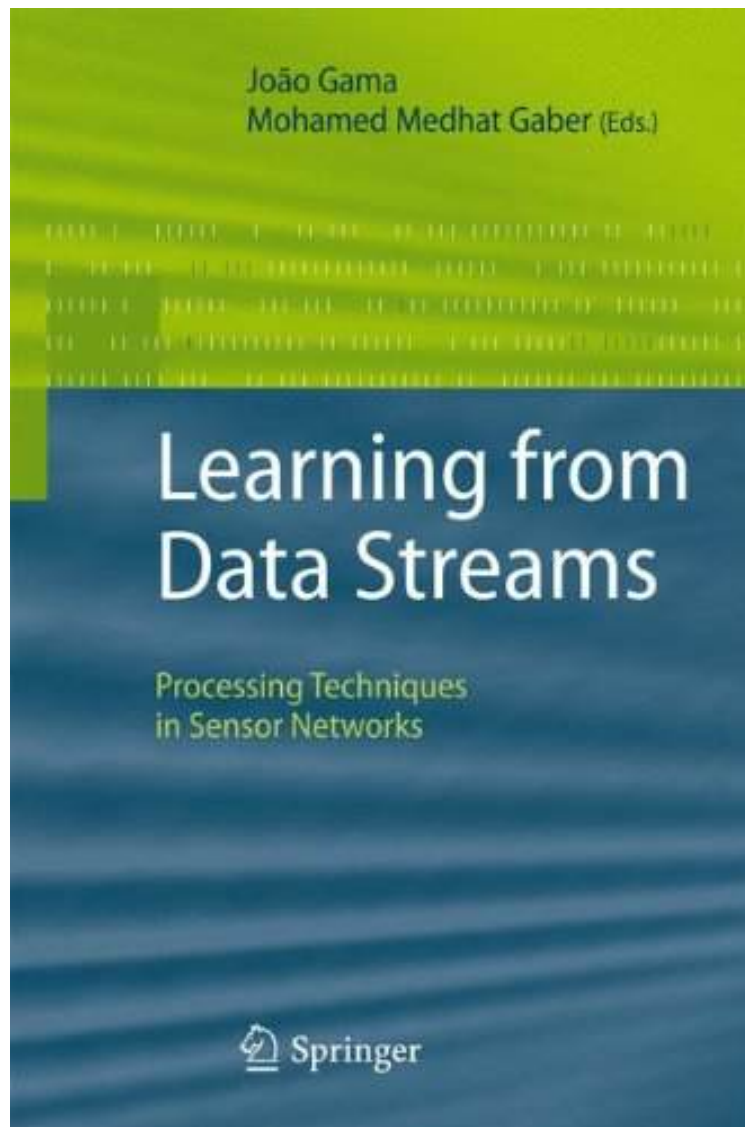 João Gama
Mohamed Medhat Gaber (Eds.)
Learning from
Data Streams
Processing Techniques
in Sensor Networks
Springer